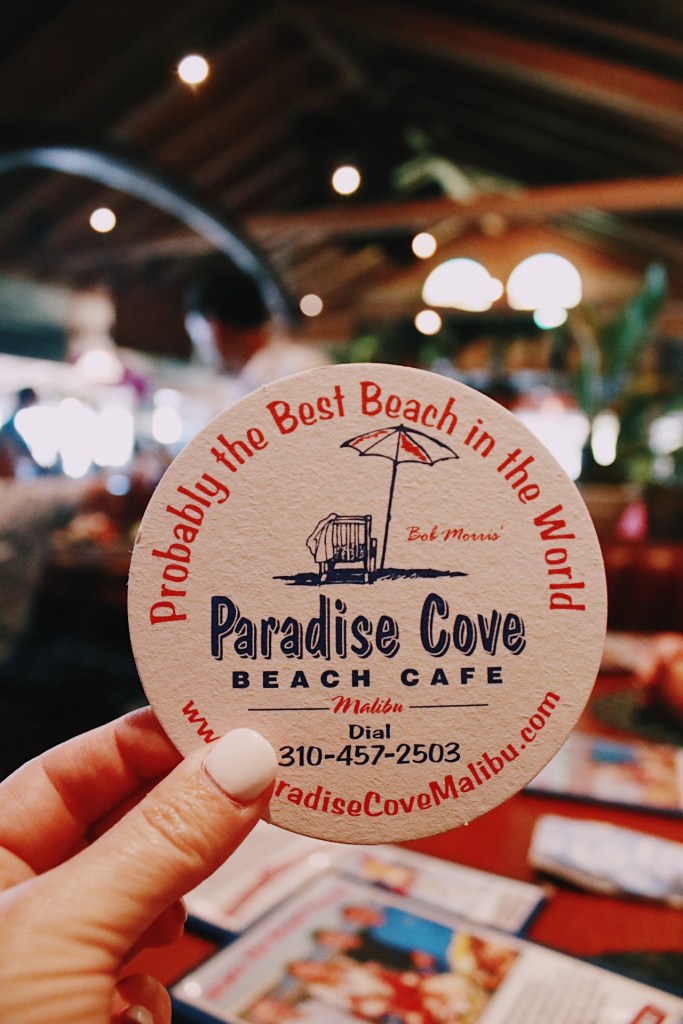 Probably the Best Beach in the World
Bob Morris'
Paradise Cove
BEACH CAFE
Malibu
Dial
310-457-2503
ww radiseCoveMalibu.com